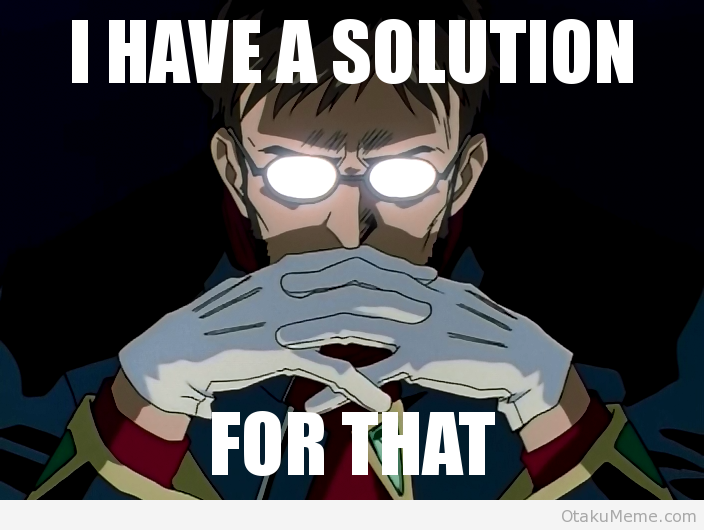 I HAVE A SOLUTION
FOR THAT
OtakuMeme.com